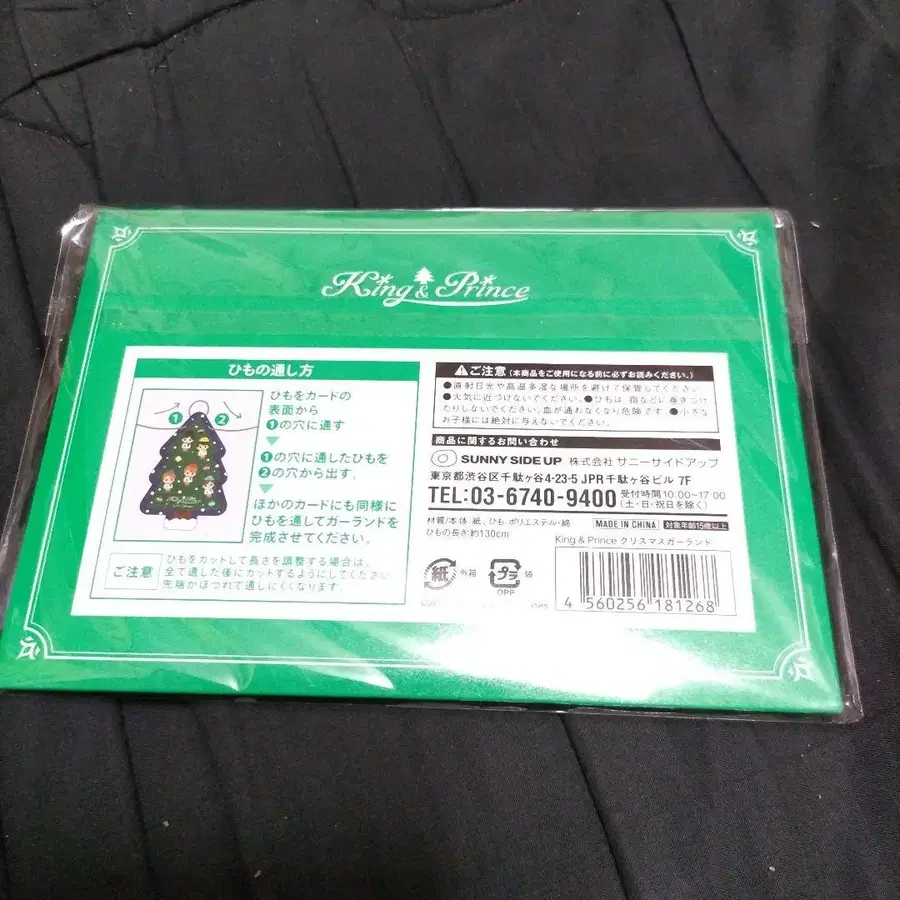 King & Prince
ひもの通し方
1
2
ひもをカードの
表面から
1の穴に通す
1の穴に通したひもを
2の穴から出す。
ほかのカードにも同様に
ひもを通してガーランドを
完成させてください。
ご注意
ひもをカットして長さを調整する場合は、
全て通した後にカットするようにしてください
先端がほつれて通しにくくなります。
ご注意(本商品をご使用になる前に必ずお読みください。)
●直射日光や高温多湿な場所を避けて保管してください。
●火気に近づけないでください。●ひもは、指などに巻きつけ
たりしないでください。血が通わなくなり危険です ●小さな
お子様には絶対に与えないでください。
商品に関するお問い合わせ
SUNNY SIDE UP 株式会社 サニーサイドアップ
東京都渋谷区千駄ヶ谷4-23-5 JPR千駄ヶ谷ビル 7F
TEL:03-6740-9400 受付時間 10:00~17:00
(土・日・祝日を除く)
材質/本体:紙、ひも:ポリエステル・綿
ひもの長さ:約130cm
MADE IN CHINA
対象年齢15歳以上
King & Prince クリスマスガーランド
紙 外箱
プラ 袋
OPP
4 560256 181268